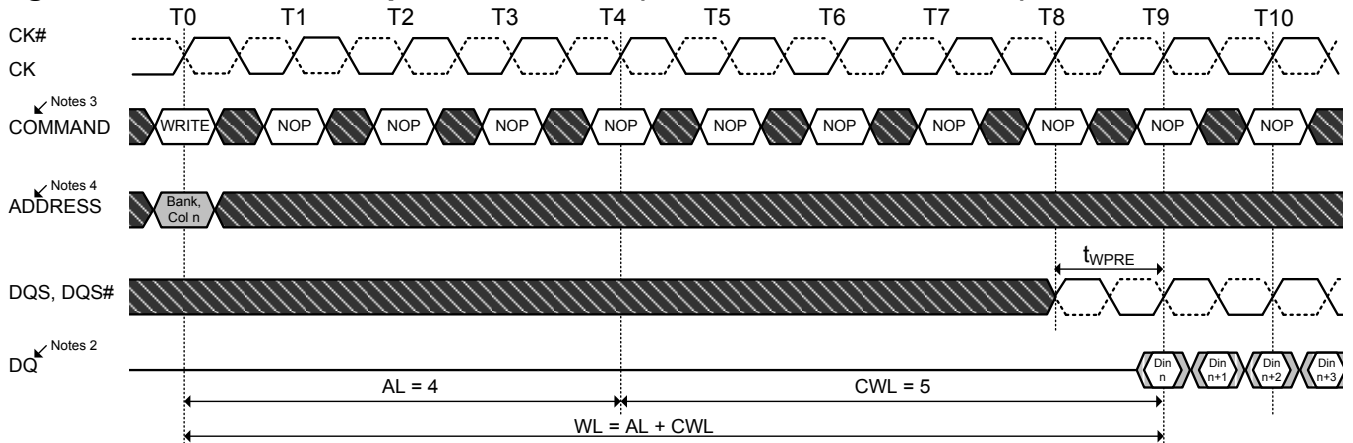 T0 T1 T2 T3 T4 T5 T6 T7 T8 T9 T10
CK#
CK
Notes 3
COMMAND WRITE NOP NOP NOP NOP NOP NOP NOP NOP NOP NOP
Notes 4
ADDRESS
Bank,
Col n
tWPRE
DQS, DQS#
Notes 2
DQ
Din
n
Din
n+1
Din
n+2
Din
n+3
AL = 4 CWL = 5
WL = AL + CWL